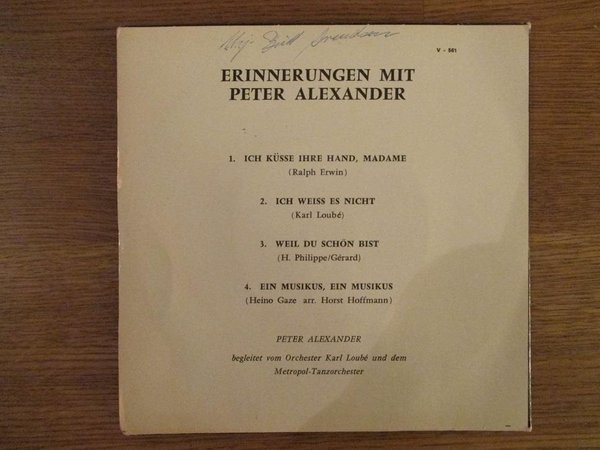 V - 561
ERINNERUNGEN MIT
PETER ALEXANDER
1. ICH KÜSSE IHRE HAND, MADAME
(Ralph Erwin)
2. ICH WEISS ES NICHT
(Karl Loubé)
3. WEIL DU SCHÖN BIST
(H. Philippe/Gérard)
4. EIN MUSIKUS, EIN MUSIKUS
(Heino Gaze arr. Horst Hoffmann)
PETER ALEXANDER
begleitet vom Orchester Karl Loubé und dem
Metropol-Tanzorchester